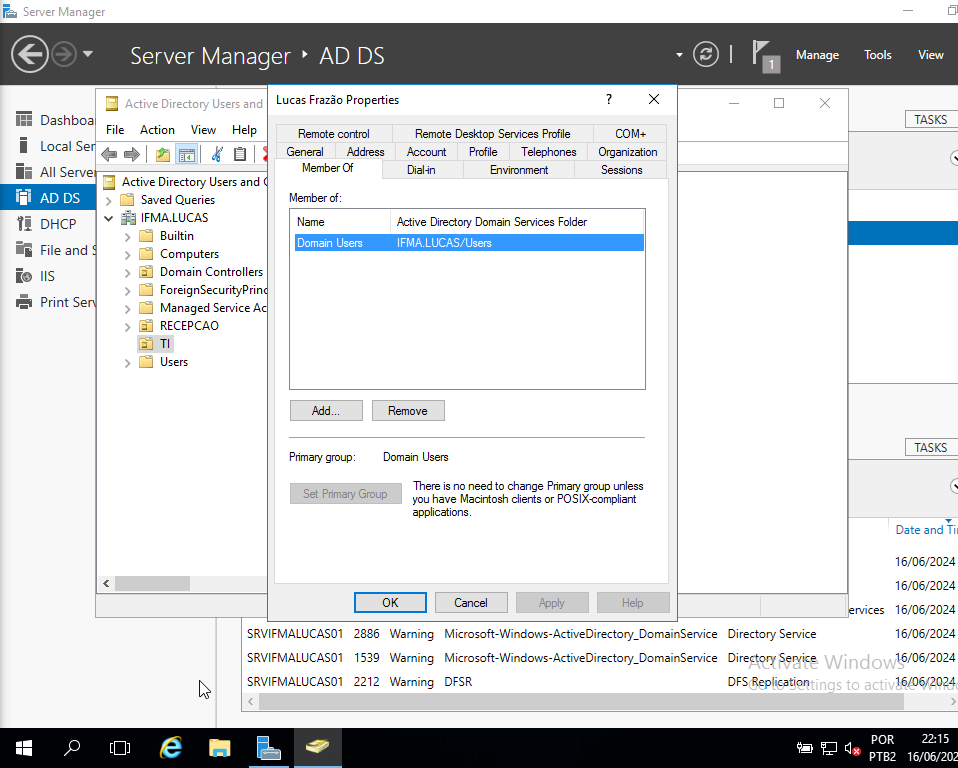 Server Manager
Server Manager ‣ AD DS
1
Manage
Tools
View
Dashboa
Local Ser
All Server
AD DS
DHCP
File and S
IIS
Print Serv
Active Directory Users and
File Action View Help
Active Directory Users and C
Saved Queries
IFMA.LUCAS
Builtin
Computers
Domain Controllers
ForeignSecurityPrinc
Managed Service Ac
RECEPCAO
TI
Users
Lucas Frazão Properties
?
Remote control
Remote Desktop Services Profile
COM+
General
Address
Account
Profile
Telephones
Organization
Member Of
Dial-in
Environment
Sessions
Member of:
Name
Active Directory Domain Services Folder
Domain Users
IFMA.LUCAS/Users
Add...
Remove
Primary group:
Domain Users
Set Primary Group
There is no need to change Primary group unless
you have Macintosh clients or POSIX-compliant
applications.
OK
Cancel
Apply
Help
TASKS
TASKS
Date and Ti
16/06/2024
16/06/2024
ervices 16/06/2024
SRVIFMALUCAS01 2886 Warning Microsoft-Windows-ActiveDirectory_DomainService Directory Service 16/06/2024
SRVIFMALUCAS01 1539 Warning Microsoft-Windows-ActiveDirectory_DomainService Directory Service 16/06/2024
SRVIFMALUCAS01 2212 Warning DFSR DFS Replication 16/06/2024
Activate Windows
Go to Settings to activate Windo
POR
PTB2
22:15
16/06/202